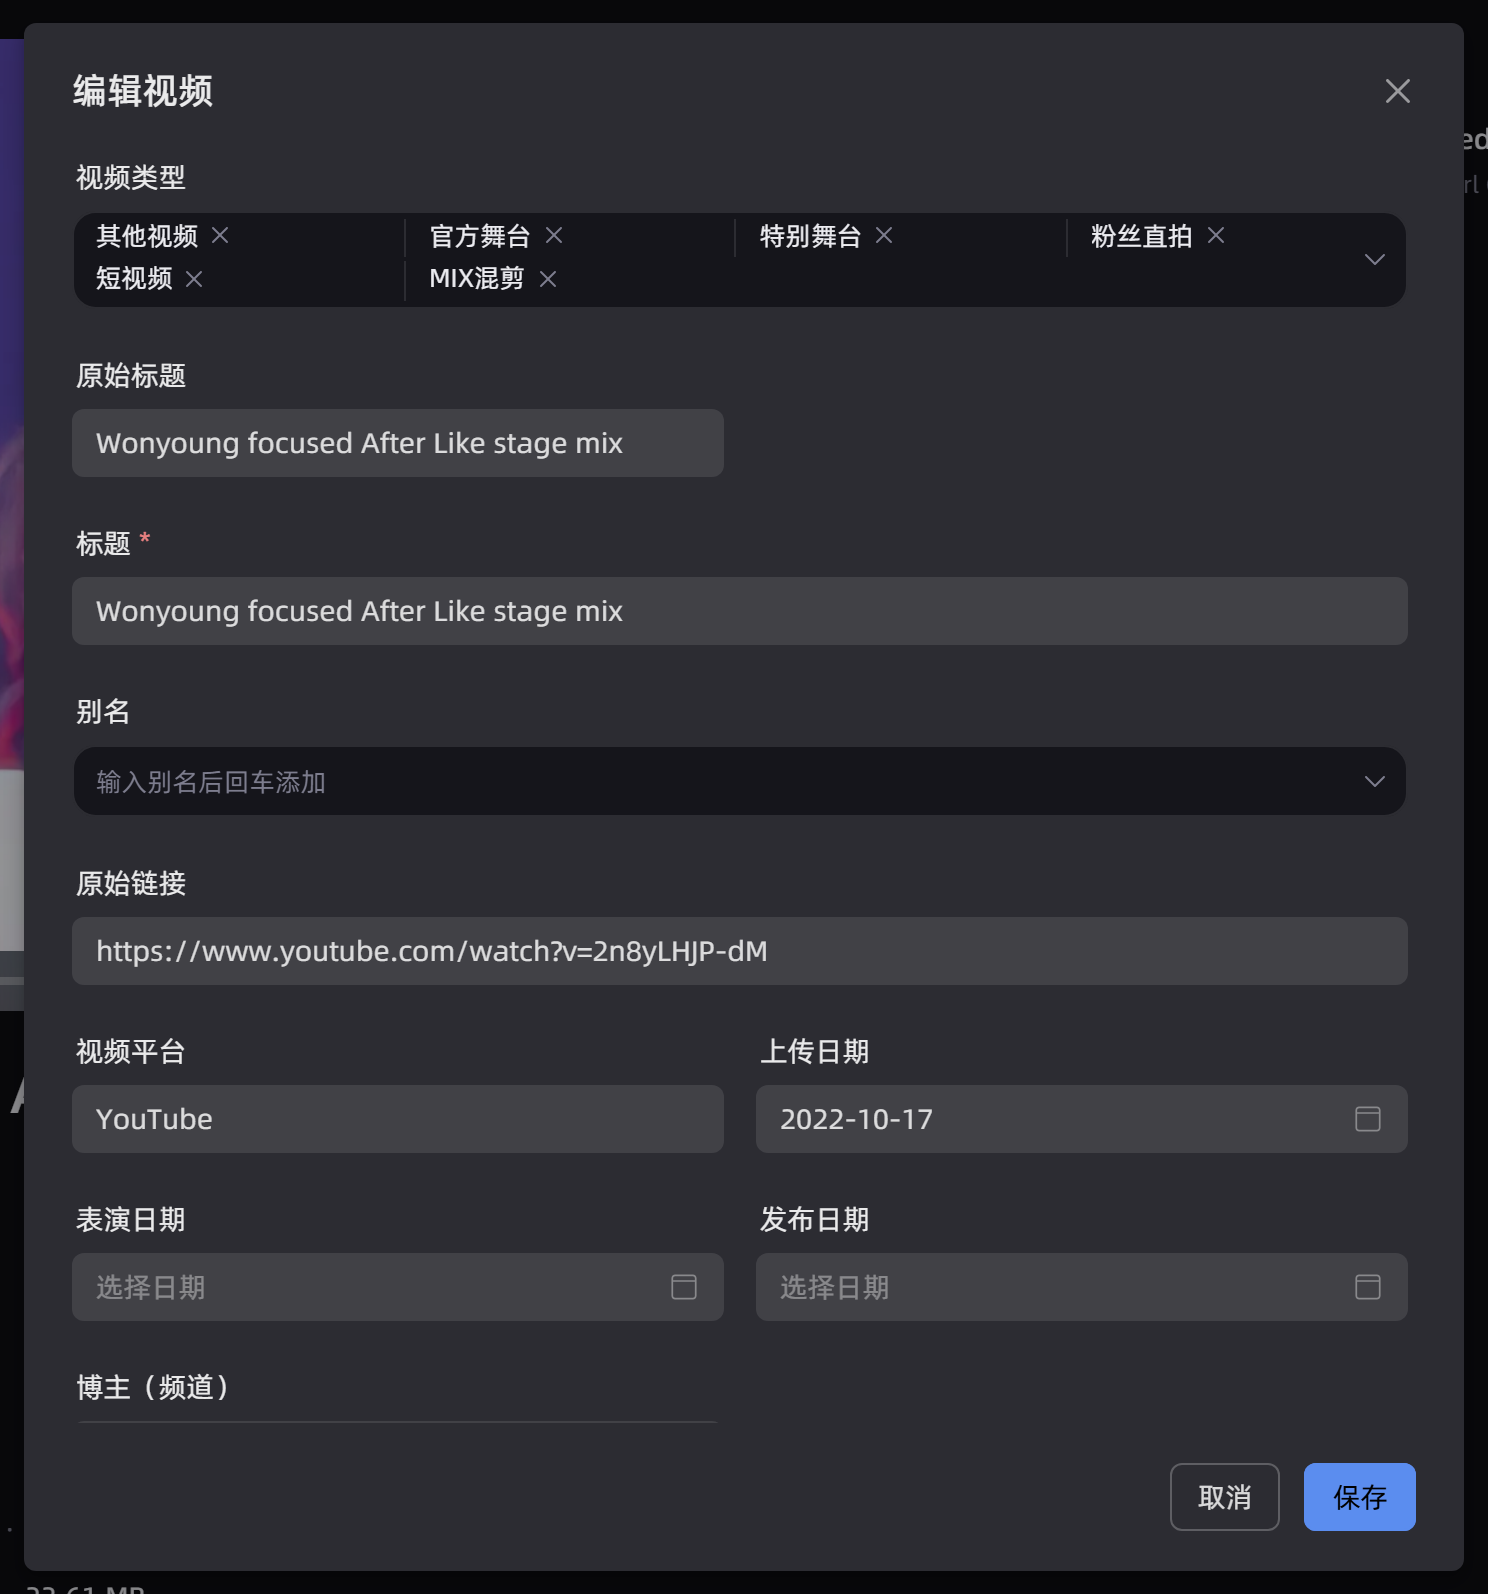 编辑视频
视频类型
其他视频 官方舞台 特别舞台 粉丝直拍
短视频 MIX混剪
原始标题
Wonyoung focused After Like stage mix
标题 *
Wonyoung focused After Like stage mix
别名
输入别名后回车添加
原始链接
https://www.youtube.com/watch?v=2n8yLHJP-dM
视频平台 上传日期
YouTube 2022-10-17
表演日期 发布日期
选择日期 选择日期
博主（频道）
取消 保存